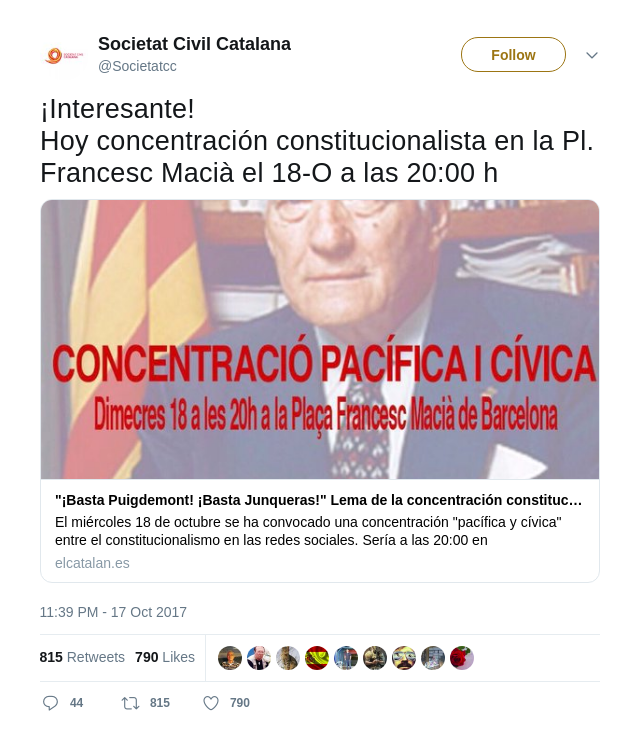 Societat Civil Catalana
@Societatcc
Follow
¡Interesante!
Hoy concentración constitucionalista en la Pl.
Francesc Macià el 18-O a las 20:00 h
CONCENTRACIÓ PACÍFICA I CÍVICA
Dimecres 18 a les 20h a la Plaça Francesc Macià de Barcelona
"¡Basta Puigdemont! ¡Basta Junqueras!" Lema de la concentración constituc…
El miércoles 18 de octubre se ha convocado una concentración "pacífica y cívica"
entre el constitucionalismo en las redes sociales. Sería a las 20:00 en
elcatalan.es
11:39 PM - 17 Oct 2017
815 Retweets 790 Likes
44 815 790